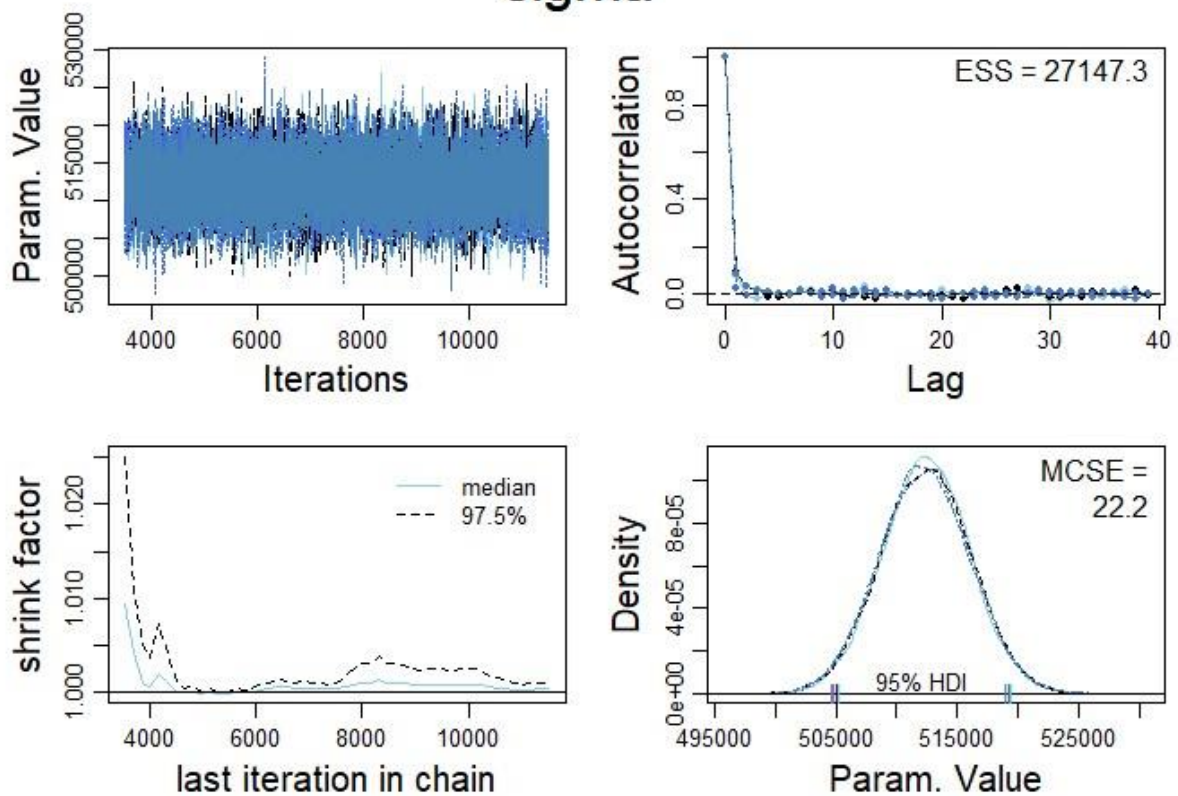 Param. Value
500000
515000
530000
4000
6000
8000
10000
Iterations
Autocorrelation
0.0
0.4
0.8
ESS = 27147.3
0
10
20
30
40
Lag
shrink factor
1.000
1.010
1.020
median
97.5%
4000
6000
8000
10000
last iteration in chain
Density
0e+00
4e-05
8e-05
MCSE =
22.2
95% HDI
495000
505000
515000
525000
Param. Value